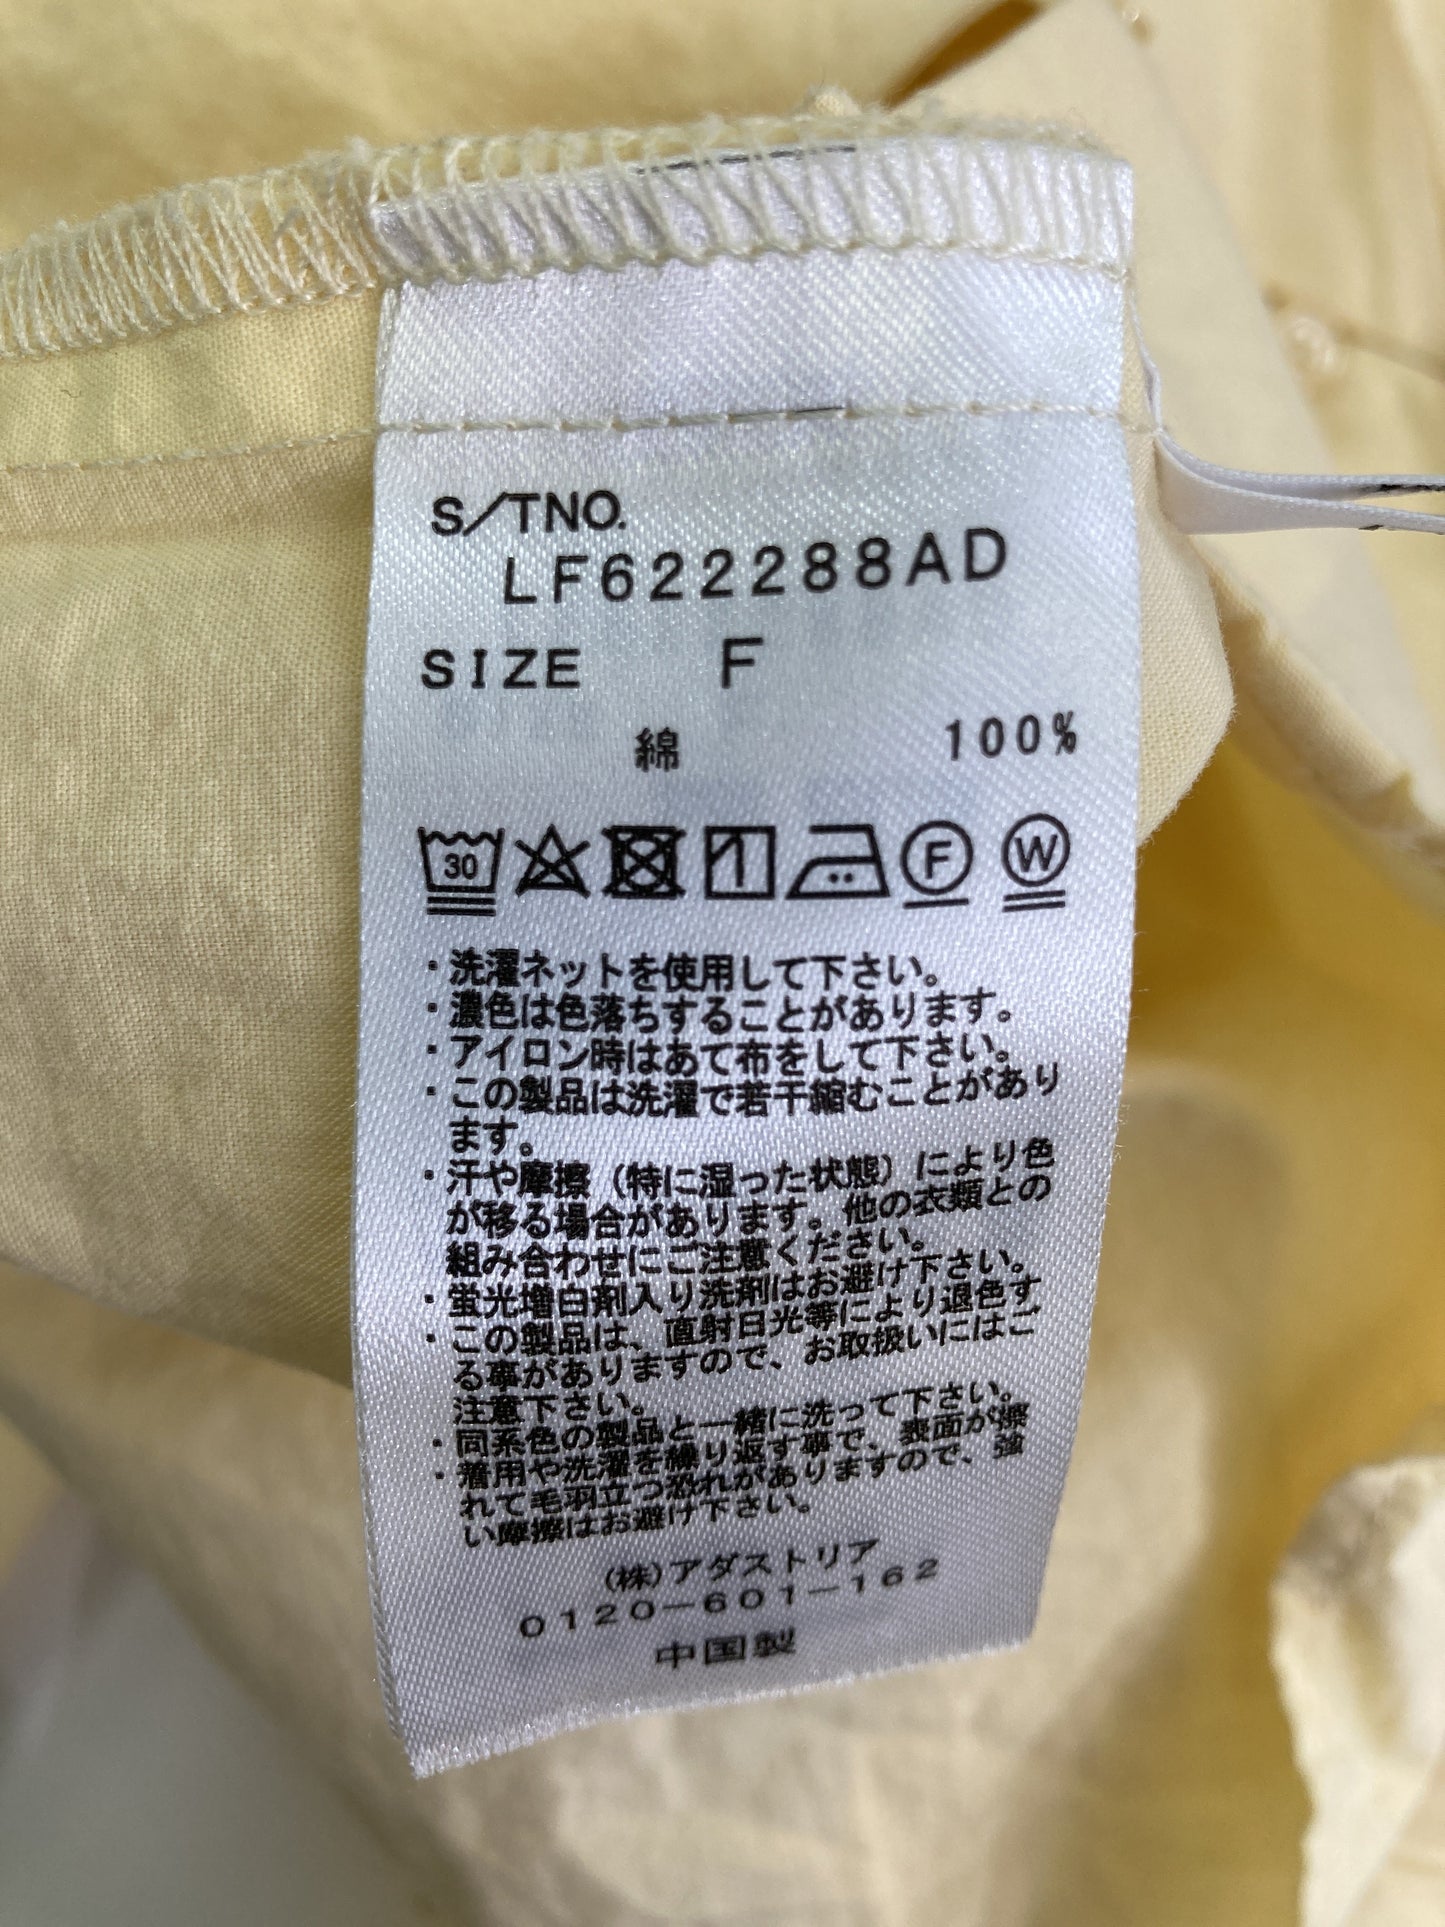 S/TNO.
LF622288AD
SIZE F
綿 100%
30 F W
・洗濯ネットを使用して下さい。
・濃色は色落ちすることがあります。
・アイロン時はあて布をして下さい。
・この製品は洗濯で若干縮むことがあり
ます。
・汗や摩擦(特に湿った状態)により色
が移る場合があります。他の衣類との
組み合わせにご注意ください。
・蛍光増白剤入り洗剤はお避け下さい。
・この製品は、直射日光等により退色す
る事がありますので、お取扱いにはご
注意下さい。
・同系色の製品と一緒に洗って下さい。
・着用や洗濯を繰り返す事で、表面が擦
れて毛羽立つ恐れがありますので、強
い摩擦はお避け下さい。
(株)アダストリア
0120-601-162
中国製